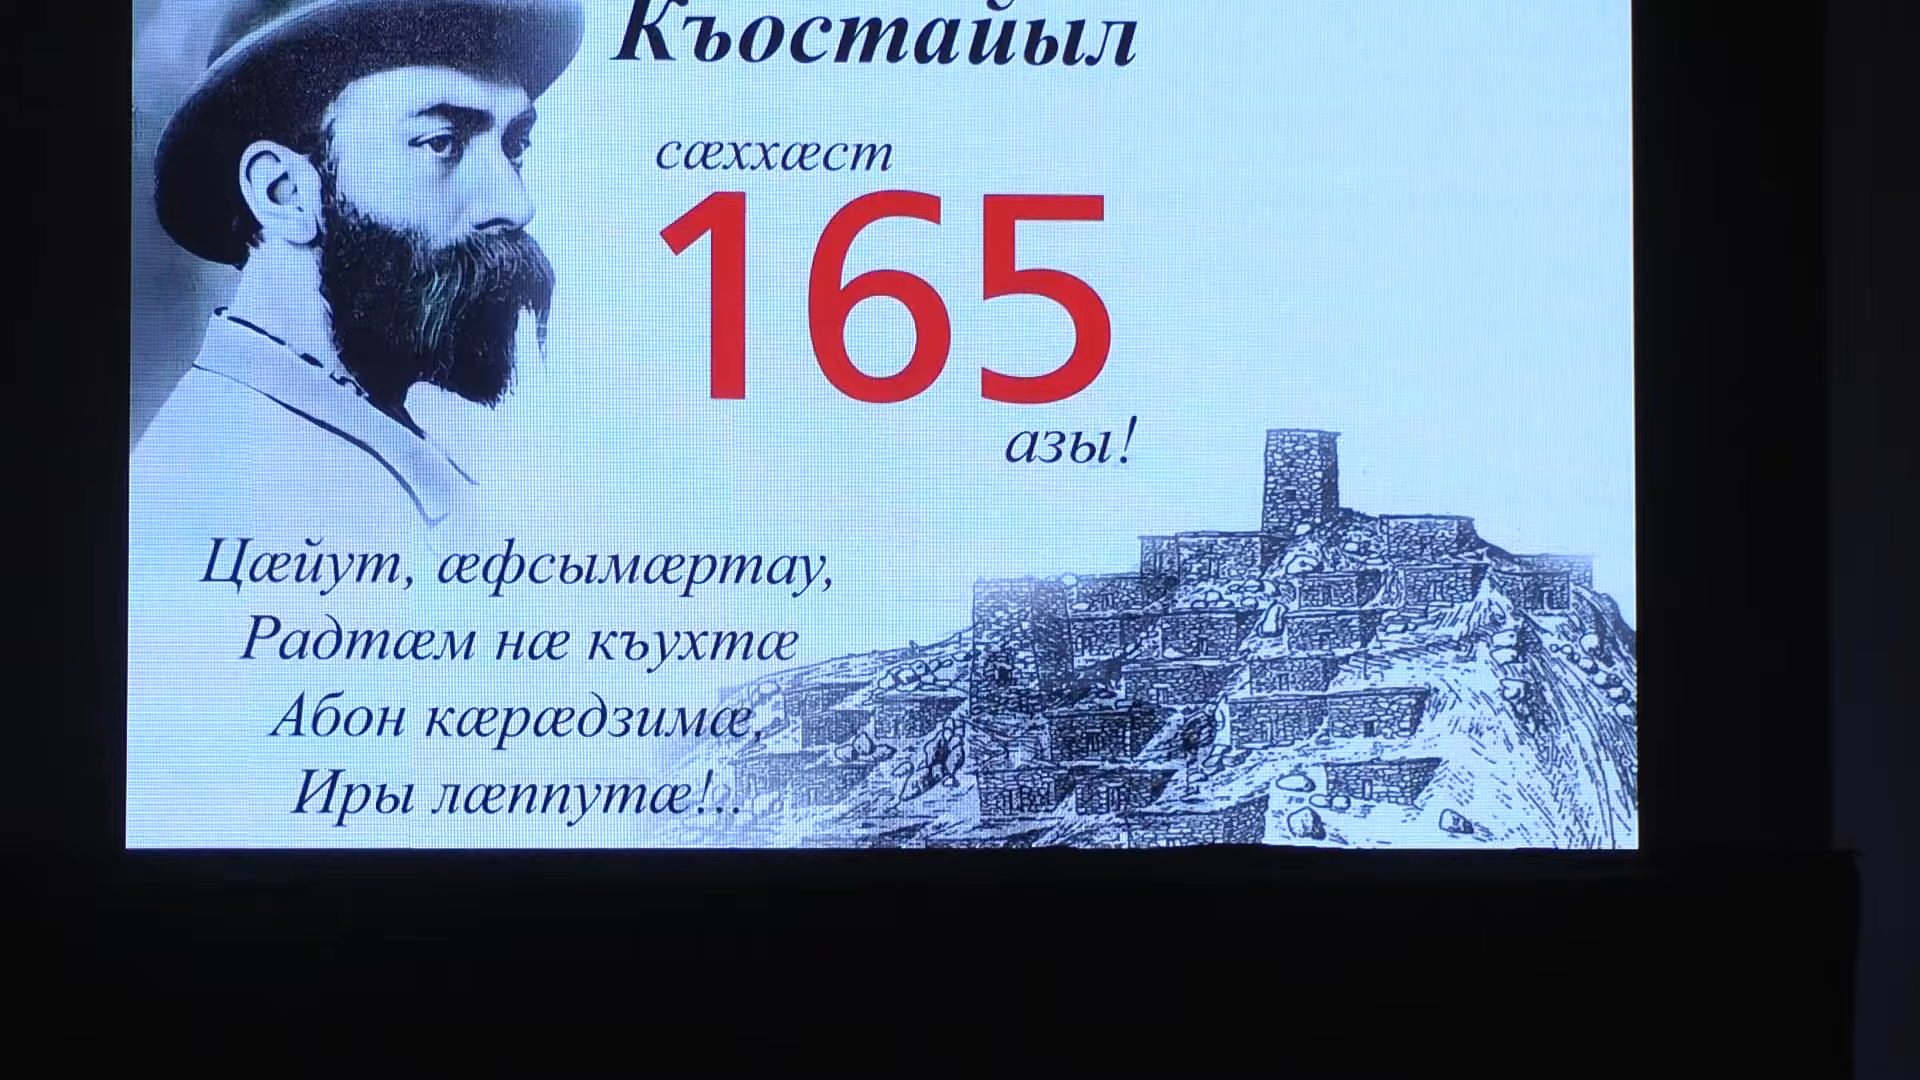 Къостайыл
сæххæст
165
азы!
Цæйут, æфсымæртау,
Радтæм нæ къухтæ
Абон кæрæдзимæ,
Иры лæппутæ!..